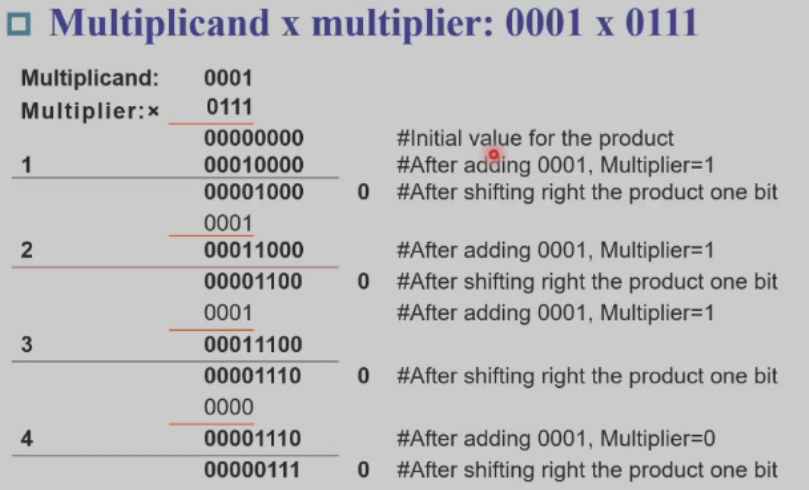 Multiplicand x multiplier: 0001 x 0111
Multiplicand: 0001
Multiplier:× 0111
00000000 #Initial value for the product
1 00010000 #After adding 0001, Multiplier=1
00001000 0 #After shifting right the product one bit
0001
2 00011000 #After adding 0001, Multiplier=1
00001100 0 #After shifting right the product one bit
0001 #After adding 0001, Multiplier=1
3 00011100
00001110 0 #After shifting right the product one bit
0000
4 00001110 #After adding 0001, Multiplier=0
00000111 0 #After shifting right the product one bit